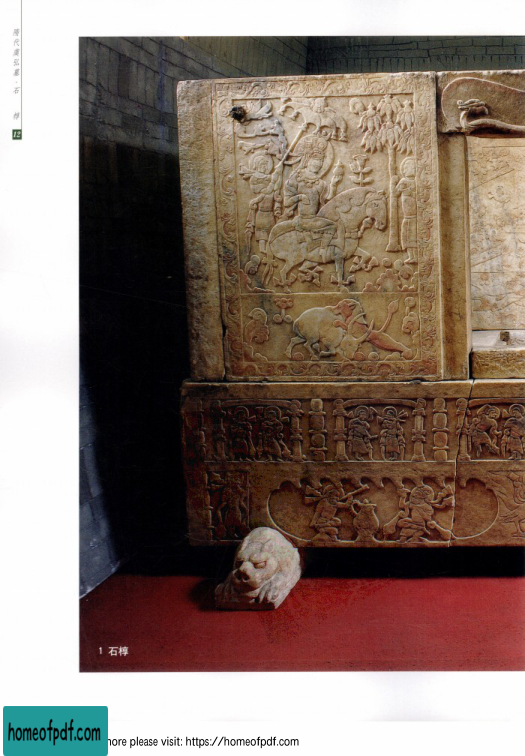 隋代虞弘墓·石椁
12
1 石椁
homeofpdf.com
more please visit: https://homeofpdf.com